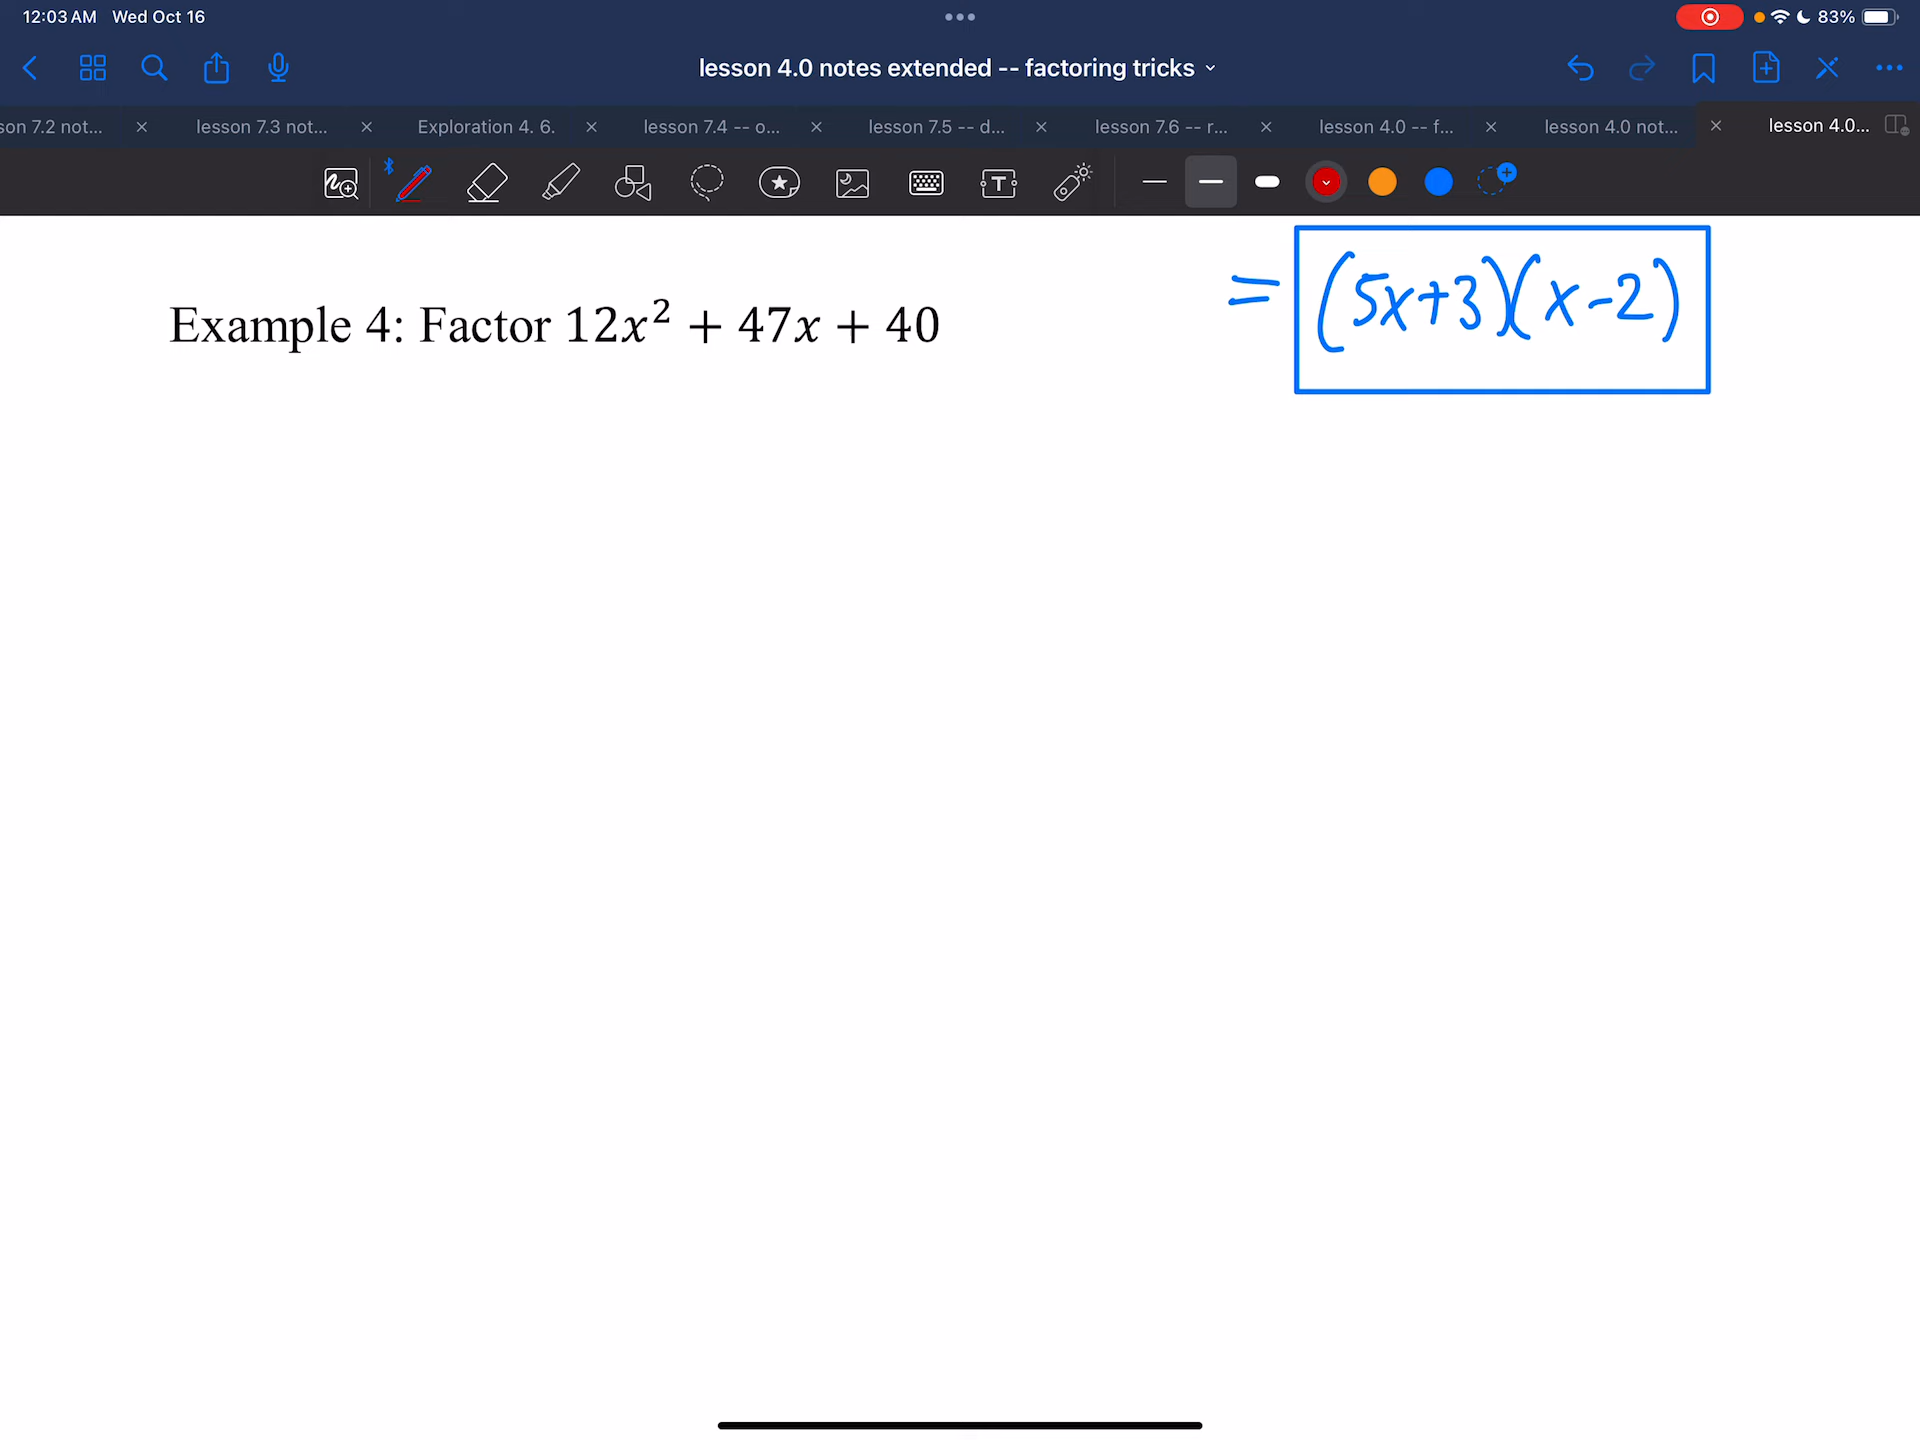 12:03 AM Wed Oct 16
83%
lesson 4.0 notes extended -- factoring tricks
son 7.2 not... lesson 7.3 not... Exploration 4. 6. lesson 7.4 -- o... lesson 7.5 -- d... lesson 7.6 -- r... lesson 4.0 -- f... lesson 4.0 not... lesson 4.0...
T
= (5x+3)(x-2)
Example 4: Factor 12x² + 47x + 40